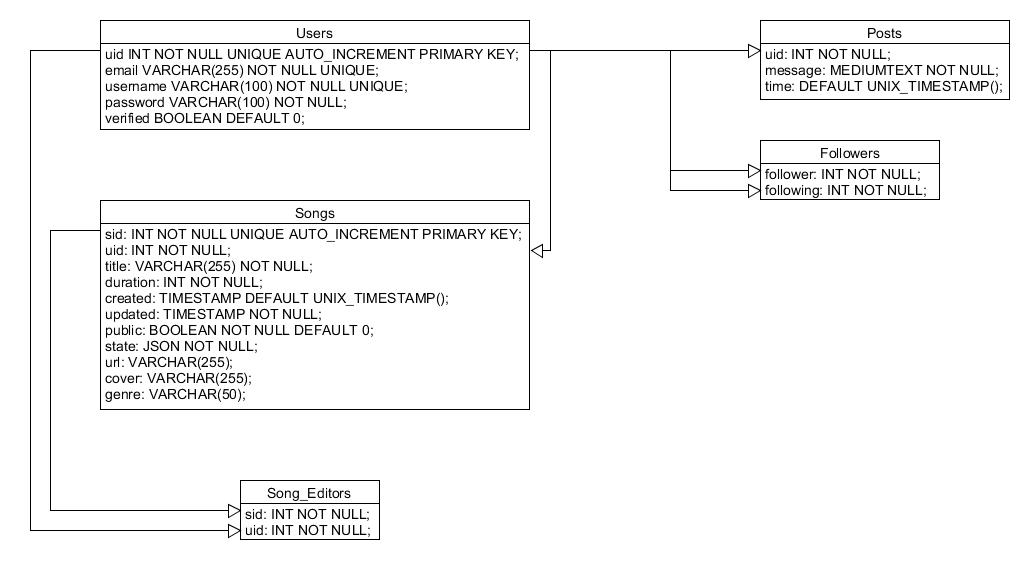 Users
uid INT NOT NULL UNIQUE AUTO_INCREMENT PRIMARY KEY;
email VARCHAR(255) NOT NULL UNIQUE;
username VARCHAR(100) NOT NULL UNIQUE;
password VARCHAR(100) NOT NULL;
verified BOOLEAN DEFAULT 0;
Posts
uid: INT NOT NULL;
message: MEDIUMTEXT NOT NULL;
time: DEFAULT UNIX_TIMESTAMP();
Followers
follower: INT NOT NULL;
following: INT NOT NULL;
Songs
sid: INT NOT NULL UNIQUE AUTO_INCREMENT PRIMARY KEY;
uid: INT NOT NULL;
title: VARCHAR(255) NOT NULL;
duration: INT NOT NULL;
created: TIMESTAMP DEFAULT UNIX_TIMESTAMP();
updated: TIMESTAMP NOT NULL;
public: BOOLEAN NOT NULL DEFAULT 0;
state: JSON NOT NULL;
url: VARCHAR(255);
cover: VARCHAR(255);
genre: VARCHAR(50);
Song_Editors
sid: INT NOT NULL;
uid: INT NOT NULL;